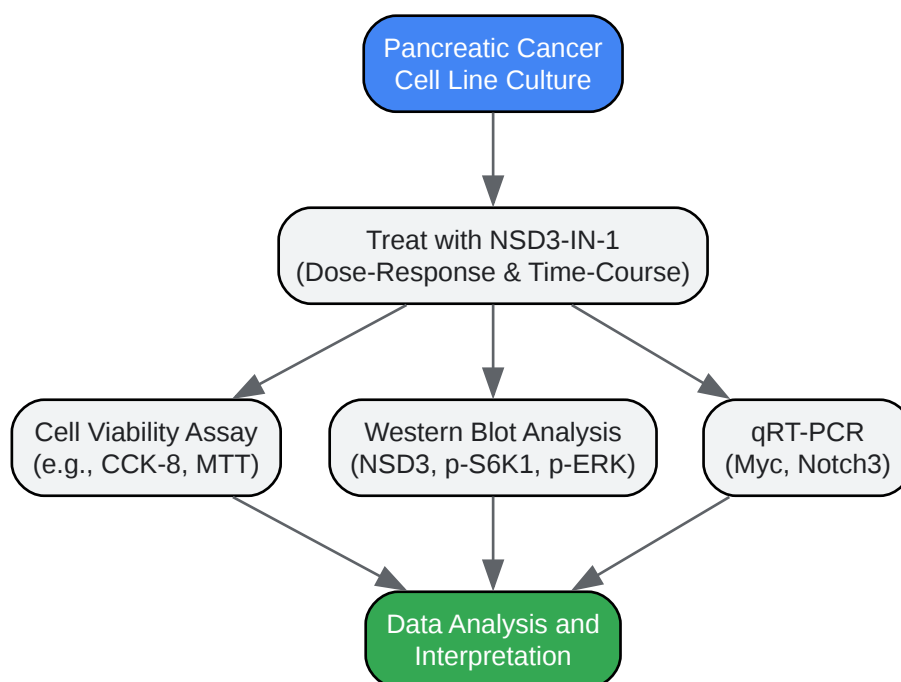 Pancreatic Cancer
Cell Line Culture
Treat with NSD3-IN-1
(Dose-Response & Time-Course)
Cell Viability Assay
(e.g., CCK-8, MTT)
Western Blot Analysis
(NSD3, p-S6K1, p-ERK)
qRT-PCR
(Myc, Notch3)
Data Analysis and
Interpretation